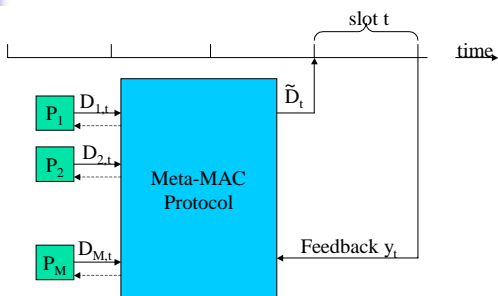 slot t
time
D̃t
P1 D1,t
P2 D2,t
Meta-MAC
Protocol
Feedback yt
PM DM,t